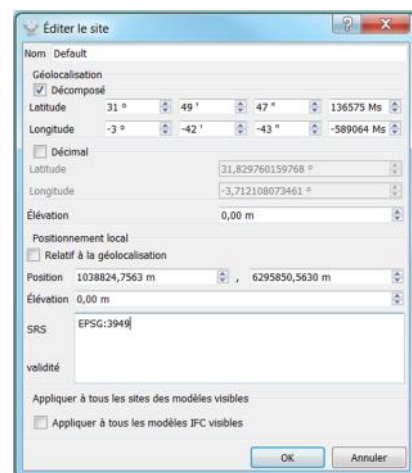 Éditer le site
Nom Default
Géolocalisation
Décomposé
Latitude 31 º 49 ' 47 " 136575 Ms
Longitude -3 º -42 ' -43 " -589064 Ms
Décimal
Latitude 31,829760159768 º
Longitude -3,712108073461 º
Élévation 0,00 m
Positionnement local
Relatif à la géolocalisation
Position 1038824,7563 m , 6295850,5630 m
Élévation 0,00 m
SRS EPSG:3949
validité
Appliquer à tous les sites des modèles visibles
Appliquer à tous les modèles IFC visibles
OK Annuler